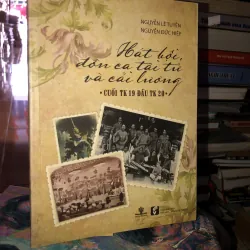 NGUYỄN LÊ TUYÊN
NGUYỄN ĐỨC HIỆP
Hát bội,
đờn ca tài tử
và cải lương
• CUỐI TK 19 ĐẦU TK 20 •